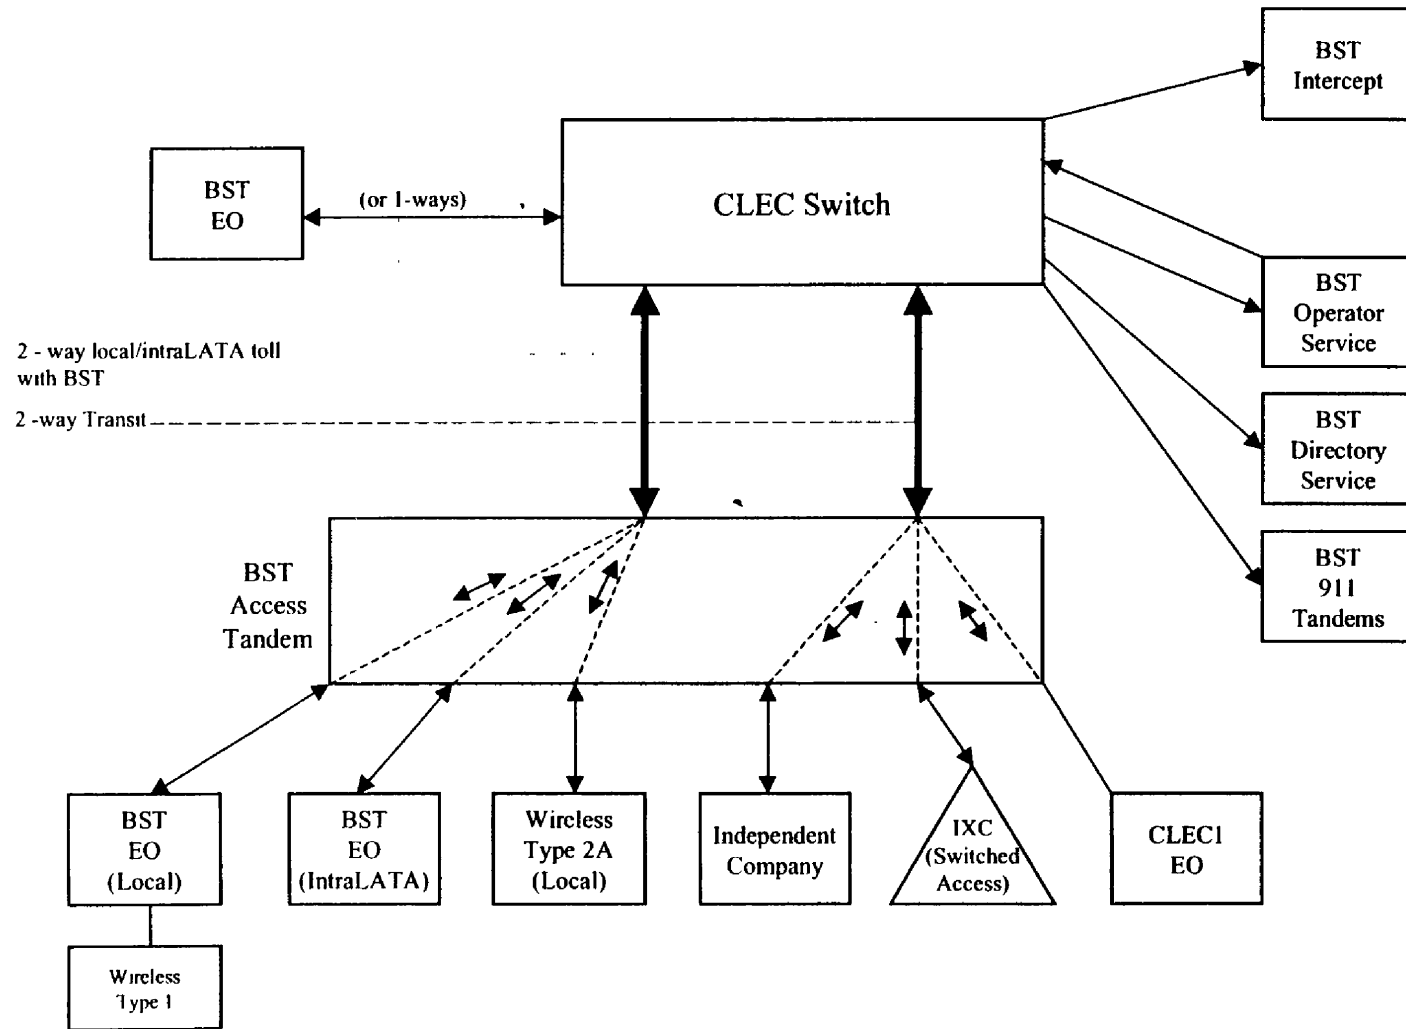 BST
Intercept
BST
EO
(or 1-ways)
CLEC Switch
BST
Operator
Service
2 - way local/intraLATA toll
with BST
2 -way Transit
BST
Directory
Service
BST
Access
Tandem
BST
911
Tandems
BST
EO
(Local)
BST
EO
(IntraLATA)
Wireless
Type 2A
(Local)
Independent
Company
IXC
(Switched
Access)
CLEC1
EO
Wireless
Type 1